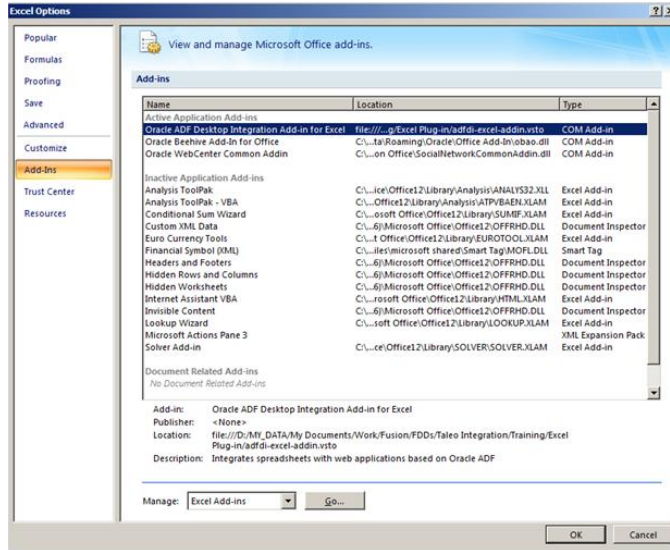 Excel Options
Popular
Formulas
Proofing
Save
Advanced
Customize
Add-Ins
Trust Center
Resources
View and manage Microsoft Office add-ins.
Add-ins
Name Location Type
Active Application Add-ins
Oracle ADF Desktop Integration Add-in for Excel file:///...g/Excel Plug-in/adfdi-excel-addin.vsto COM Add-in
Oracle Beehive Add-In for Office C:\...ta\Roaming\Oracle\Office Add-In\obao.dll COM Add-in
Oracle WebCenter Common Addin C:\...on Office\SocialNetworkCommonAddin.dll COM Add-in
Inactive Application Add-ins
Analysis ToolPak C:\...ice\Office12\Library\Analysis\ANALYS32.XLL Excel Add-in
Analysis ToolPak - VBA C:\...Office12\Library\Analysis\ATPVBAEN.XLAM Excel Add-in
Conditional Sum Wizard C:\...osoft Office\Office12\Library\SUMIF.XLAM Excel Add-in
Custom XML Data C:\...6)\Microsoft Office\Office12\OFFRHD.DLL Document Inspector
Euro Currency Tools C:\...t Office\Office12\Library\EUROTOOL.XLAM Excel Add-in
Financial Symbol (XML) C:\...iles\microsoft shared\Smart Tag\MOFL.DLL Smart Tag
Headers and Footers C:\...6)\Microsoft Office\Office12\OFFRHD.DLL Document Inspector
Hidden Rows and Columns C:\...6)\Microsoft Office\Office12\OFFRHD.DLL Document Inspector
Hidden Worksheets C:\...6)\Microsoft Office\Office12\OFFRHD.DLL Document Inspector
Internet Assistant VBA C:\...rosoft Office\Office12\Library\HTML.XLAM Excel Add-in
Invisible Content C:\...6)\Microsoft Office\Office12\OFFRHD.DLL Document Inspector
Lookup Wizard C:\...soft Office\Office12\Library\LOOKUP.XLAM Excel Add-in
Microsoft Actions Pane 3 XML Expansion Pack
Solver Add-in C:\...ce\Office12\Library\SOLVER\SOLVER.XLAM Excel Add-in
Document Related Add-ins
No Document Related Add-ins
Add-in: Oracle ADF Desktop Integration Add-in for Excel
Publisher: <None>
Location: file:///D:/MY_DATA/My Documents/Work/Fusion/FDDs/Taleo Integration/Training/Excel
Plug-in/adfdi-excel-addin.vsto
Description: Integrates spreadsheets with web applications based on Oracle ADF
Manage: Excel Add-ins Go...
OK Cancel